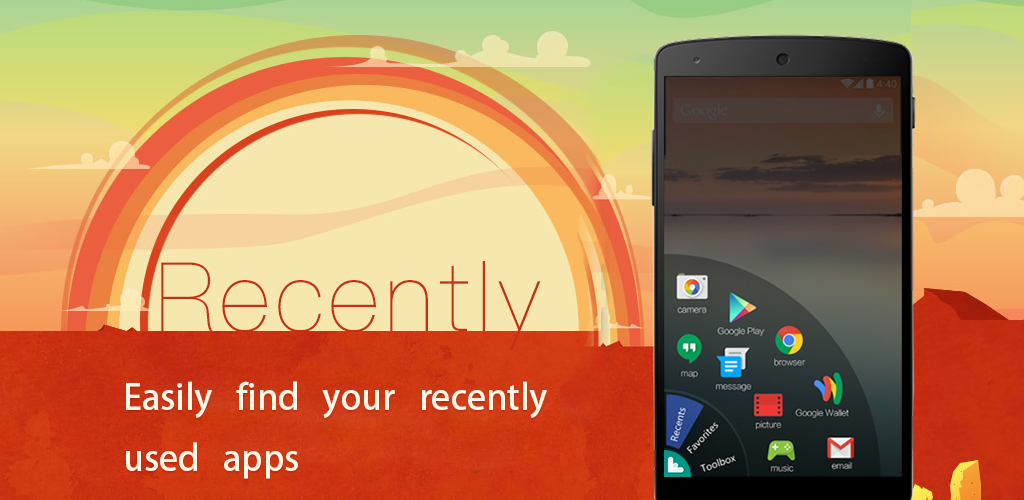 Recently
Easily find your recently
used apps
4:40
Google
camera
Google Play
browser
map
message
Google Wallet
picture
Recents
Favorites
Toolbox
music
email